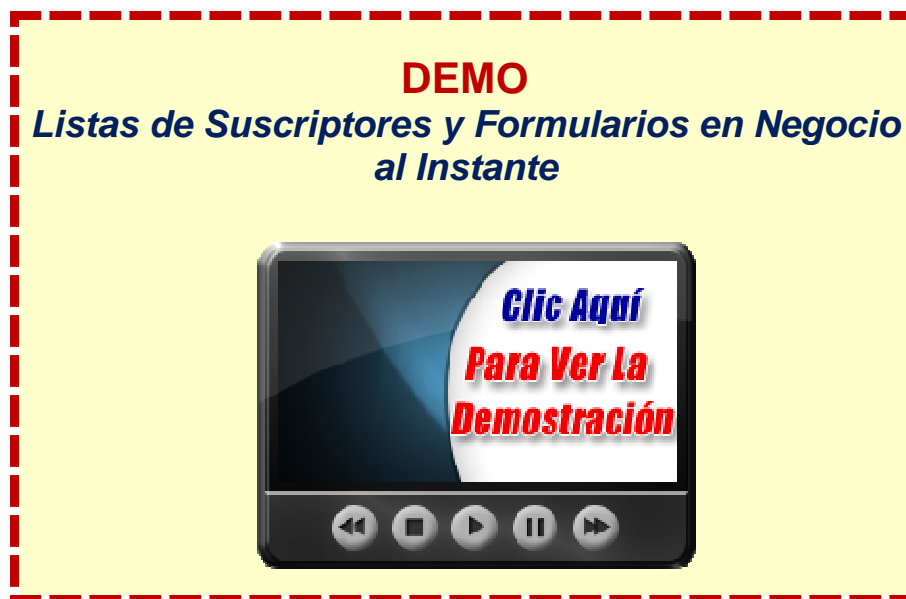 DEMO
Listas de Suscriptores y Formularios en Negocio
al Instante
Clic Aquí
Para Ver La
Demostración